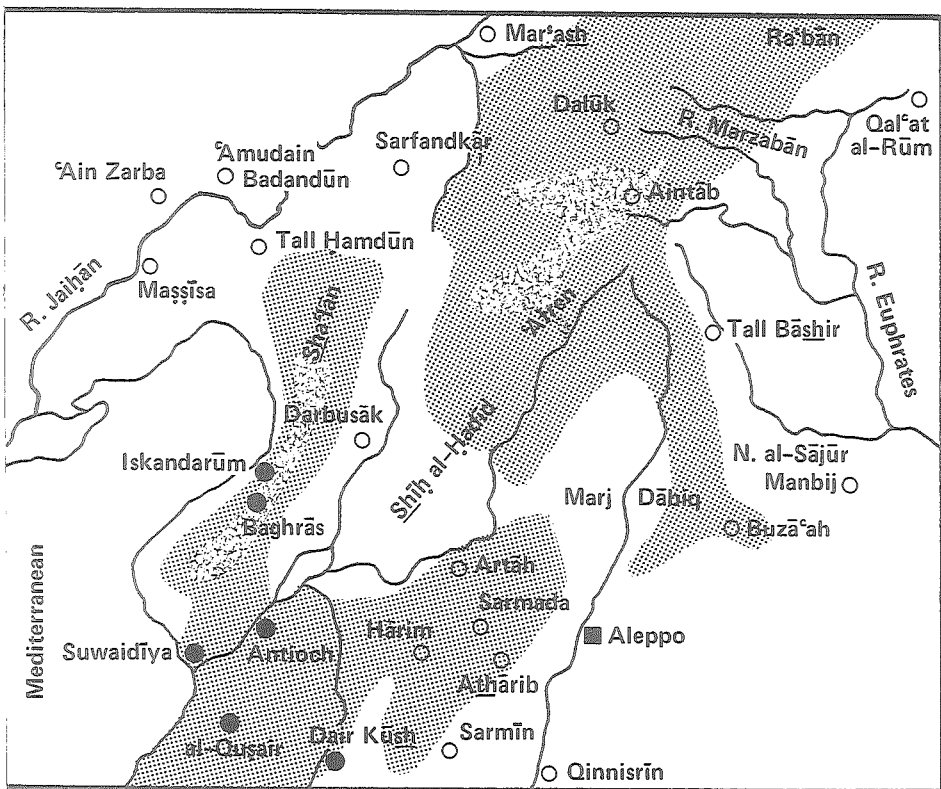 Marʿash
Raʿbān
Dalūk
R. Marzabān
Qalʿat
al-Rūm
Sarfandkār
ʿAmudain
Badandūn
ʿAin Zarba
Aintāb
Tall Ḥamdūn
R. Jaiḥān
Maṣṣīsa
ʿAfren
R. Euphrates
Tall Bāshir
Darbusāk
Iskandarūm
Shīḥ al-Ḥadīd
N. al-Sājūr
Manbij
Baghrās
Marj Dābiq
Buzāʿah
Artāḥ
Sarmada
Ḥārim
Aleppo
Mediterranean
Suwaidīya
Antioch
Athārib
al-Quṣair
Dair Kūsh
Sarmīn
Qinnisrīn